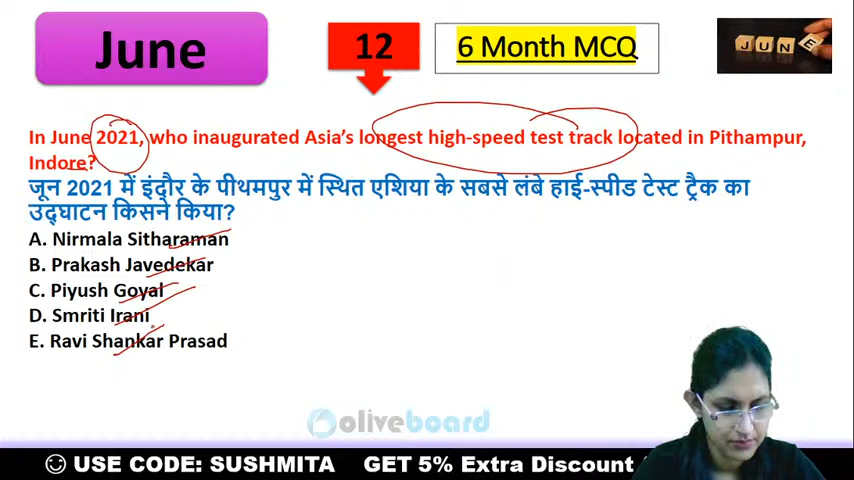 June
12
6 Month MCQ
JUNE
In June 2021, who inaugurated Asia's longest high-speed test track located in Pithampur,
Indore?
जून 2021 में इंदौर के पीथमपुर में स्थित एशिया के सबसे लंबे हाई-स्पीड टेस्ट ट्रैक का
उद्घाटन किसने किया?
A. Nirmala Sitharaman
B. Prakash Javedekar
C. Piyush Goyal
D. Smriti Irani
E. Ravi Shankar Prasad
oliveboard
USE CODE: SUSHMITA GET 5% Extra Discount